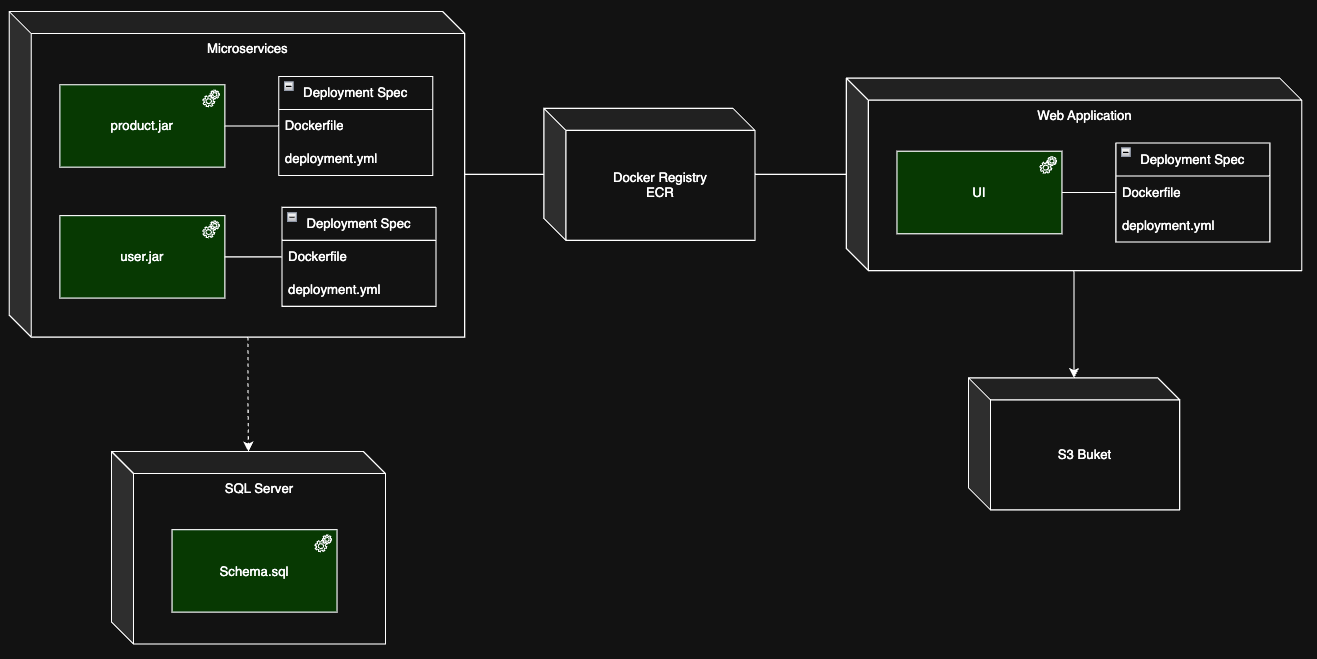 Microservices
product.jar
Deployment Spec
Dockerfile
deployment.yml
user.jar
Deployment Spec
Dockerfile
deployment.yml
Docker Registry
ECR
Web Application
UI
Deployment Spec
Dockerfile
deployment.yml
SQL Server
Schema.sql
S3 Buket